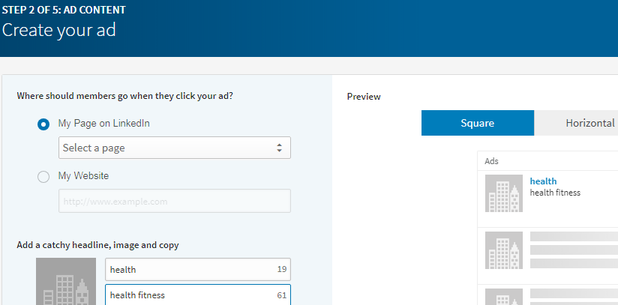 STEP 2 OF 5: AD CONTENT
Create your ad
Where should members go when they click your ad?
My Page on LinkedIn
Select a page
My Website
http://www.example.com
Add a catchy headline, image and copy
health 19
health fitness 61
Preview
Square Horizontal
Ads
health
health fitness